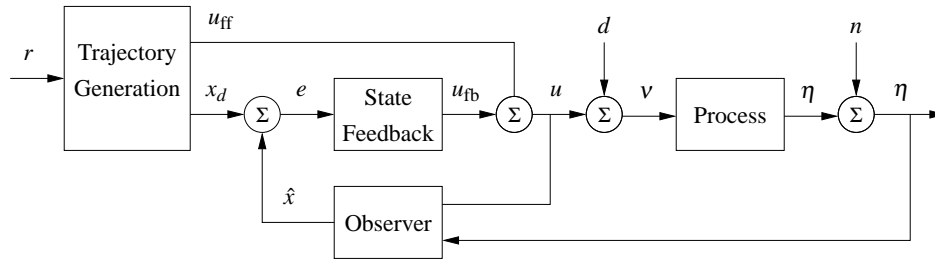 r
Trajectory
Generation
u_ff
x_d
Σ
e
State
Feedback
u_fb
Σ
u
d
Σ
ν
Process
η
n
Σ
η
x̂
Observer